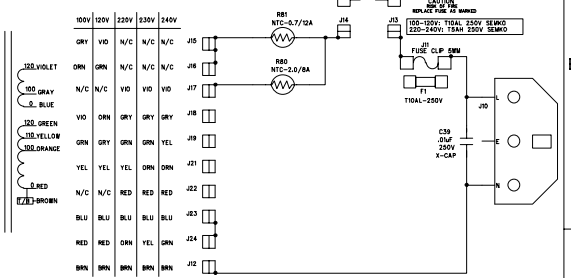 CAUTION
RISK OF FIRE
REPLACE FUSE AS MARKED
100-120V: T10AL 250V SEMKO
220-240V: T5AH 250V SEMKO
100V 120V 220V 230V 240V
GRY VIO N/C N/C N/C J15
ORN GRN N/C N/C N/C J16
N/C N/C VIO VIO VIO J17
VIO ORN GRY GRY GRY J18
GRN GRY GRN GRN YEL J19
YEL YEL YEL ORN ORN J21
N/C N/C RED RED RED J22
BLU BLU BLU BLU BLU J23
RED RED ORN YEL GRN J24
BRN BRN BRN BRN BRN J12
120 VIOLET
100 GRAY
0 BLUE
120 GREEN
110 YELLOW
100 ORANGE
0 RED
BROWN
R81
NTC-0.7/12A
R80
NTC-2.0/8A
J14
J13
J11
FUSE CLIP 5MM
F1
T10AL-250V
C39
.01uF
250V
X-CAP
J10
L
E
N